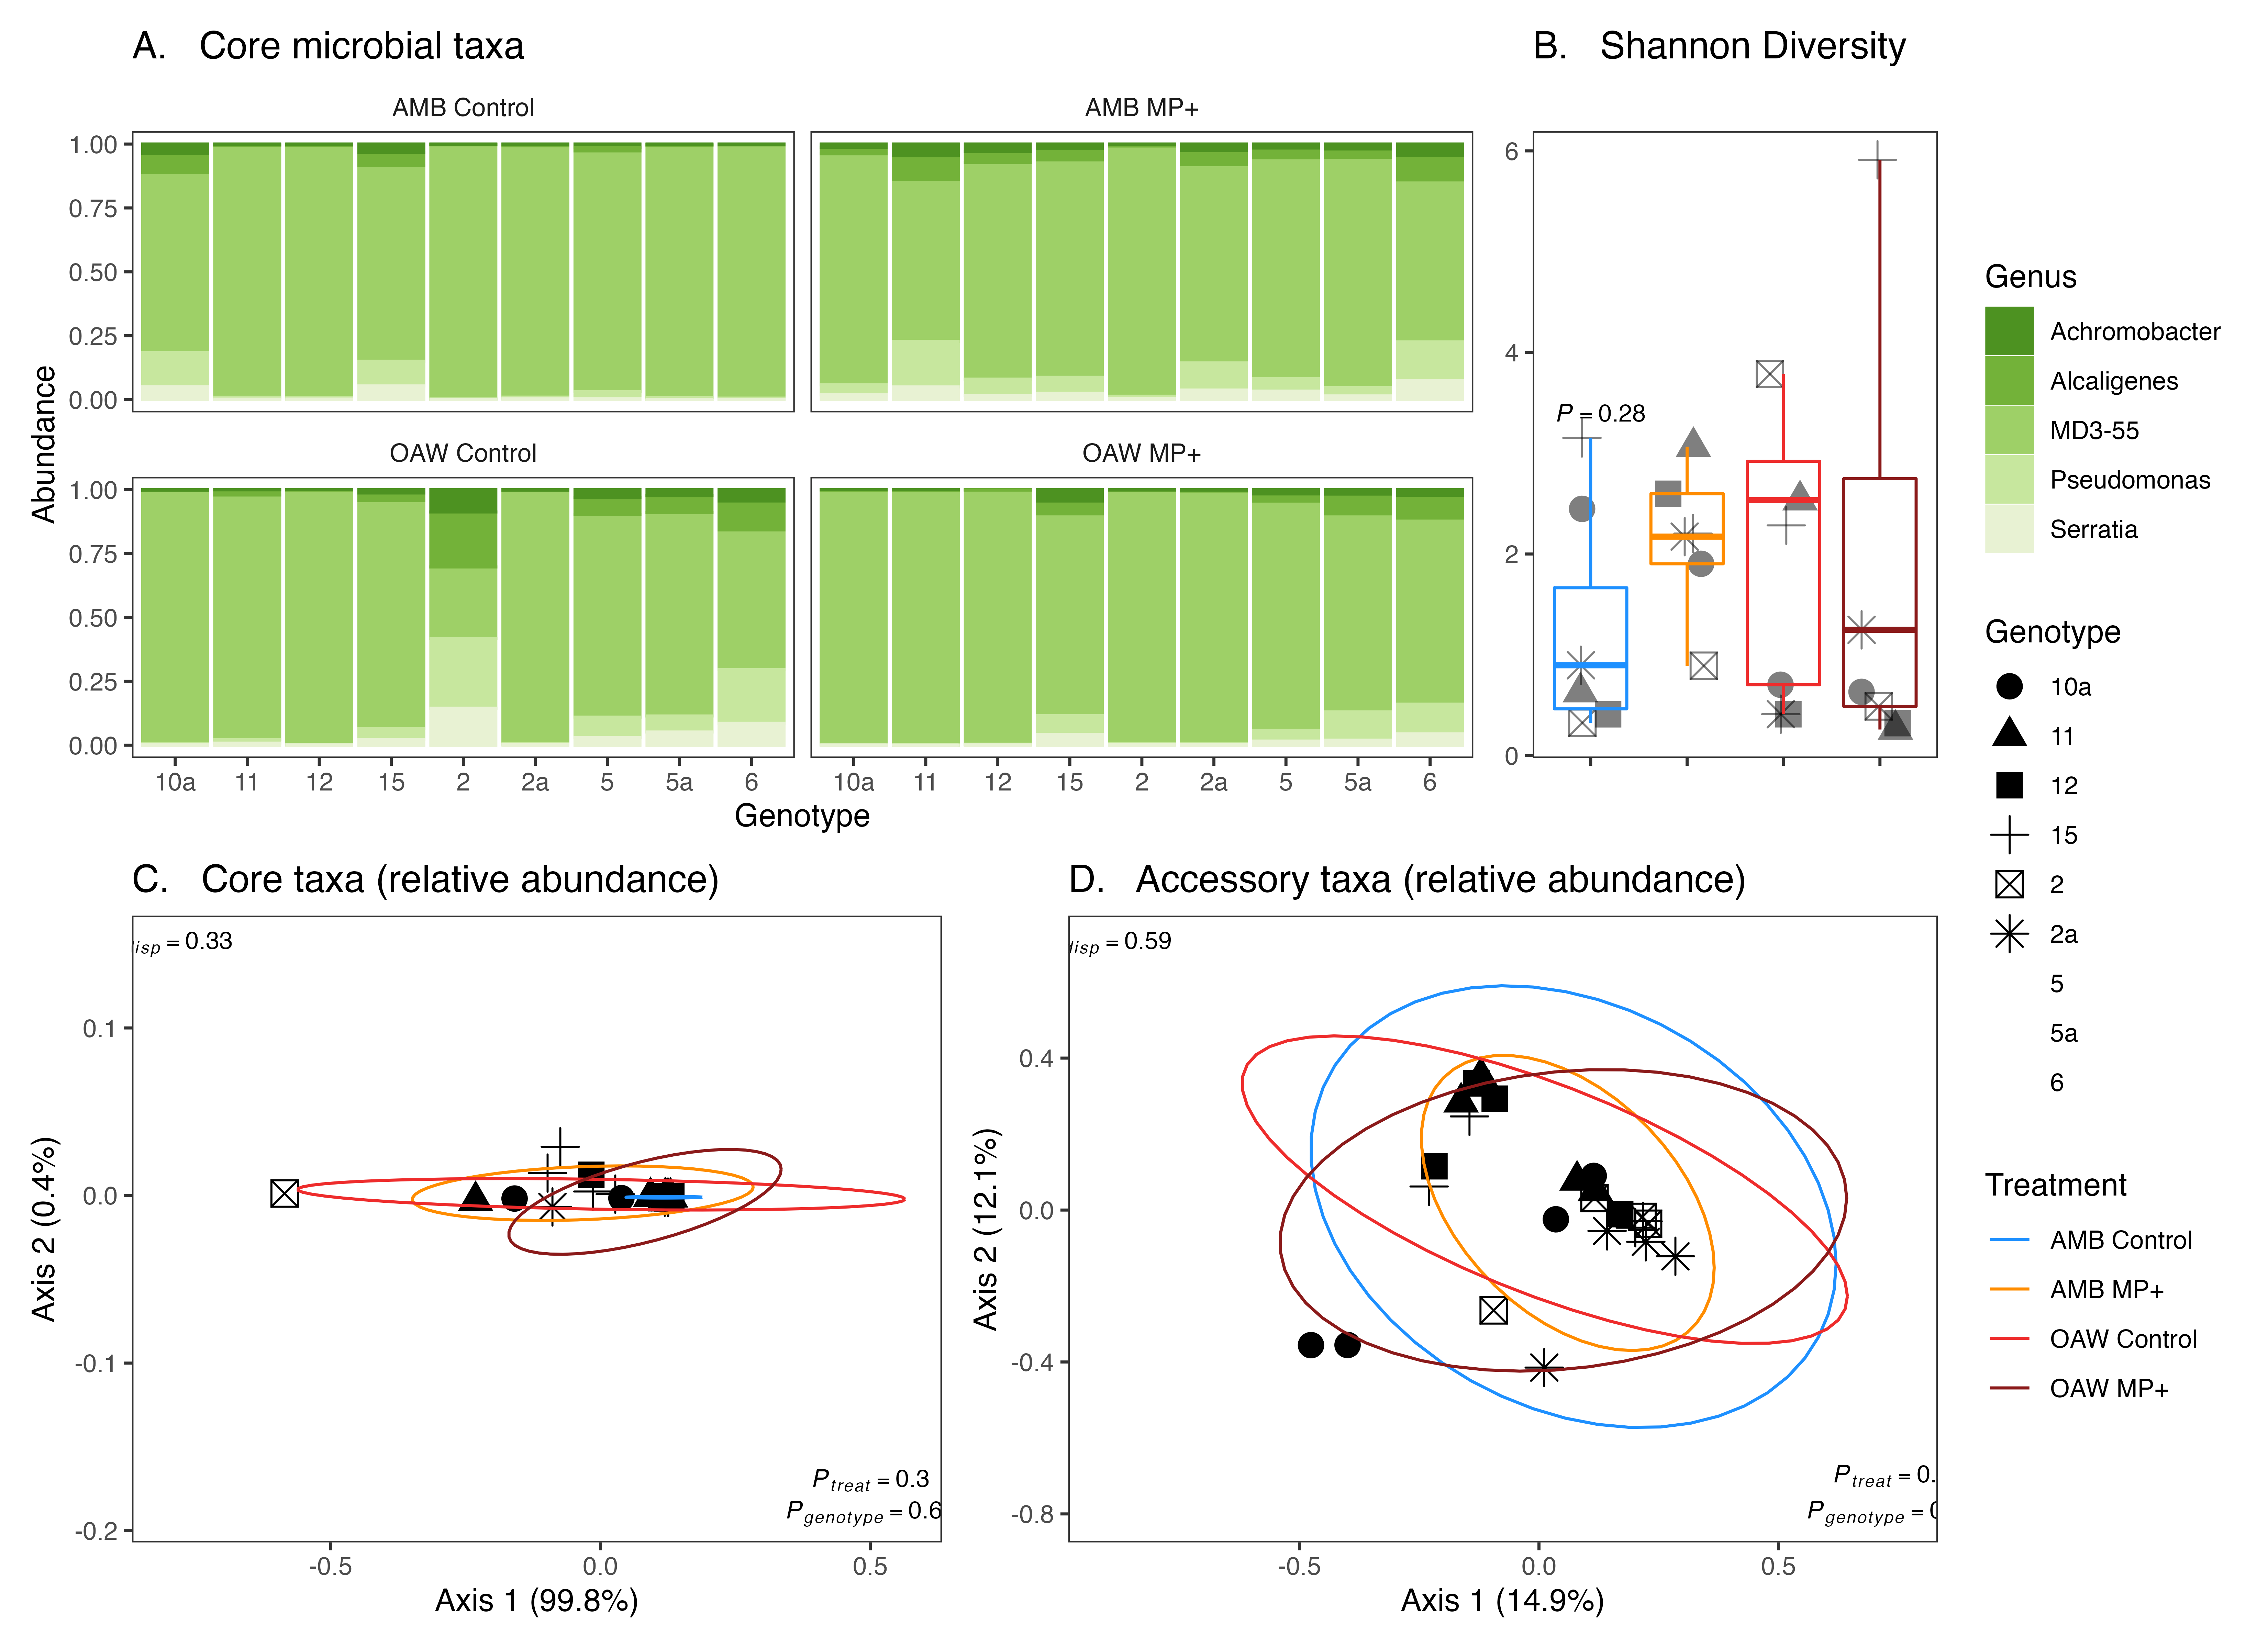 A. Core microbial taxa
B. Shannon Diversity
AMB Control
AMB MP+
1.00
0.75
0.50
0.25
0.00
OAW Control
OAW MP+
1.00
0.75
0.50
0.25
0.00
Abundance
10a 11 12 15 2 2a 5 5a 6
10a 11 12 15 2 2a 5 5a 6
Genotype
6
4
2
0
P = 0.28
Genus
Achromobacter
Alcaligenes
MD3-55
Pseudomonas
Serratia
Genotype
10a
11
12
15
2
2a
5
5a
6
Treatment
AMB Control
AMB MP+
OAW Control
OAW MP+
C. Core taxa (relative abundance)
isp = 0.33
0.1
0.0
-0.1
-0.2
Axis 2 (0.4%)
P treat = 0.3
P genotype = 0.6
-0.5 0.0 0.5
Axis 1 (99.8%)
D. Accessory taxa (relative abundance)
disp = 0.59
0.4
0.0
-0.4
-0.8
Axis 2 (12.1%)
P treat = 0.
P genotype =
-0.5 0.0 0.5
Axis 1 (14.9%)